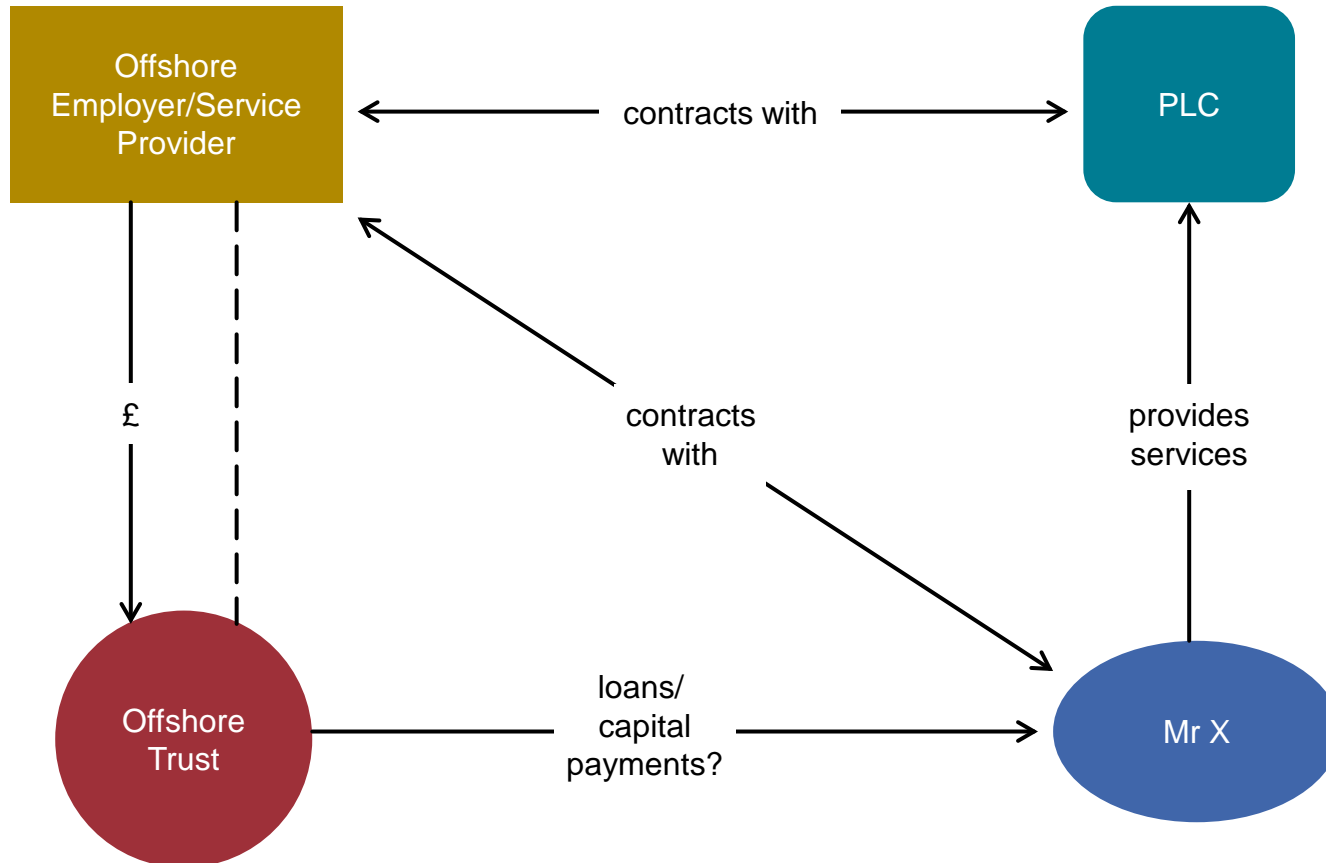 Offshore
Employer/Service
Provider
contracts with
PLC
£
contracts
with
provides
services
Offshore
Trust
loans/
capital
payments?
Mr X